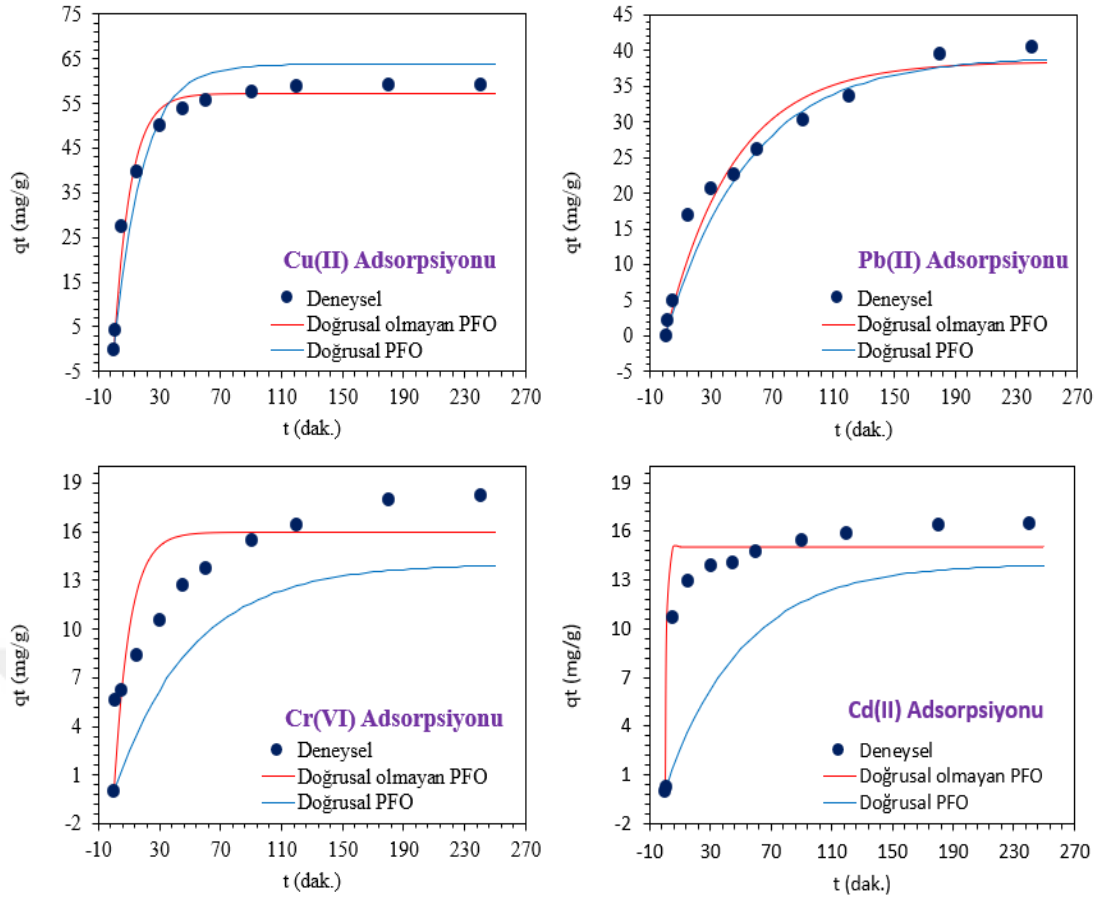 75
65
55
45
35
25
15
5
-5
qt (mg/g)
Cu(II) Adsorpsiyonu
Deneysel
Doğrusal olmayan PFO
Doğrusal PFO
-10 30 70 110 150 190 230 270
t (dak.)
45
40
35
30
25
20
15
10
5
0
-5
qt (mg/g)
Pb(II) Adsorpsiyonu
Deneysel
Doğrusal olmayan PFO
Doğrusal PFO
-10 30 70 110 150 190 230 270
t (dak.)
19
16
13
10
7
4
1
-2
qt (mg/g)
Cr(VI) Adsorpsiyonu
Deneysel
Doğrusal olmayan PFO
Doğrusal PFO
-10 30 70 110 150 190 230 270
t (dak.)
19
16
13
10
7
4
1
-2
qt (mg/g)
Cd(II) Adsorpsiyonu
Deneysel
Doğrusal olmayan PFO
Doğrusal PFO
-10 30 70 110 150 190 230 270
t (dak.)